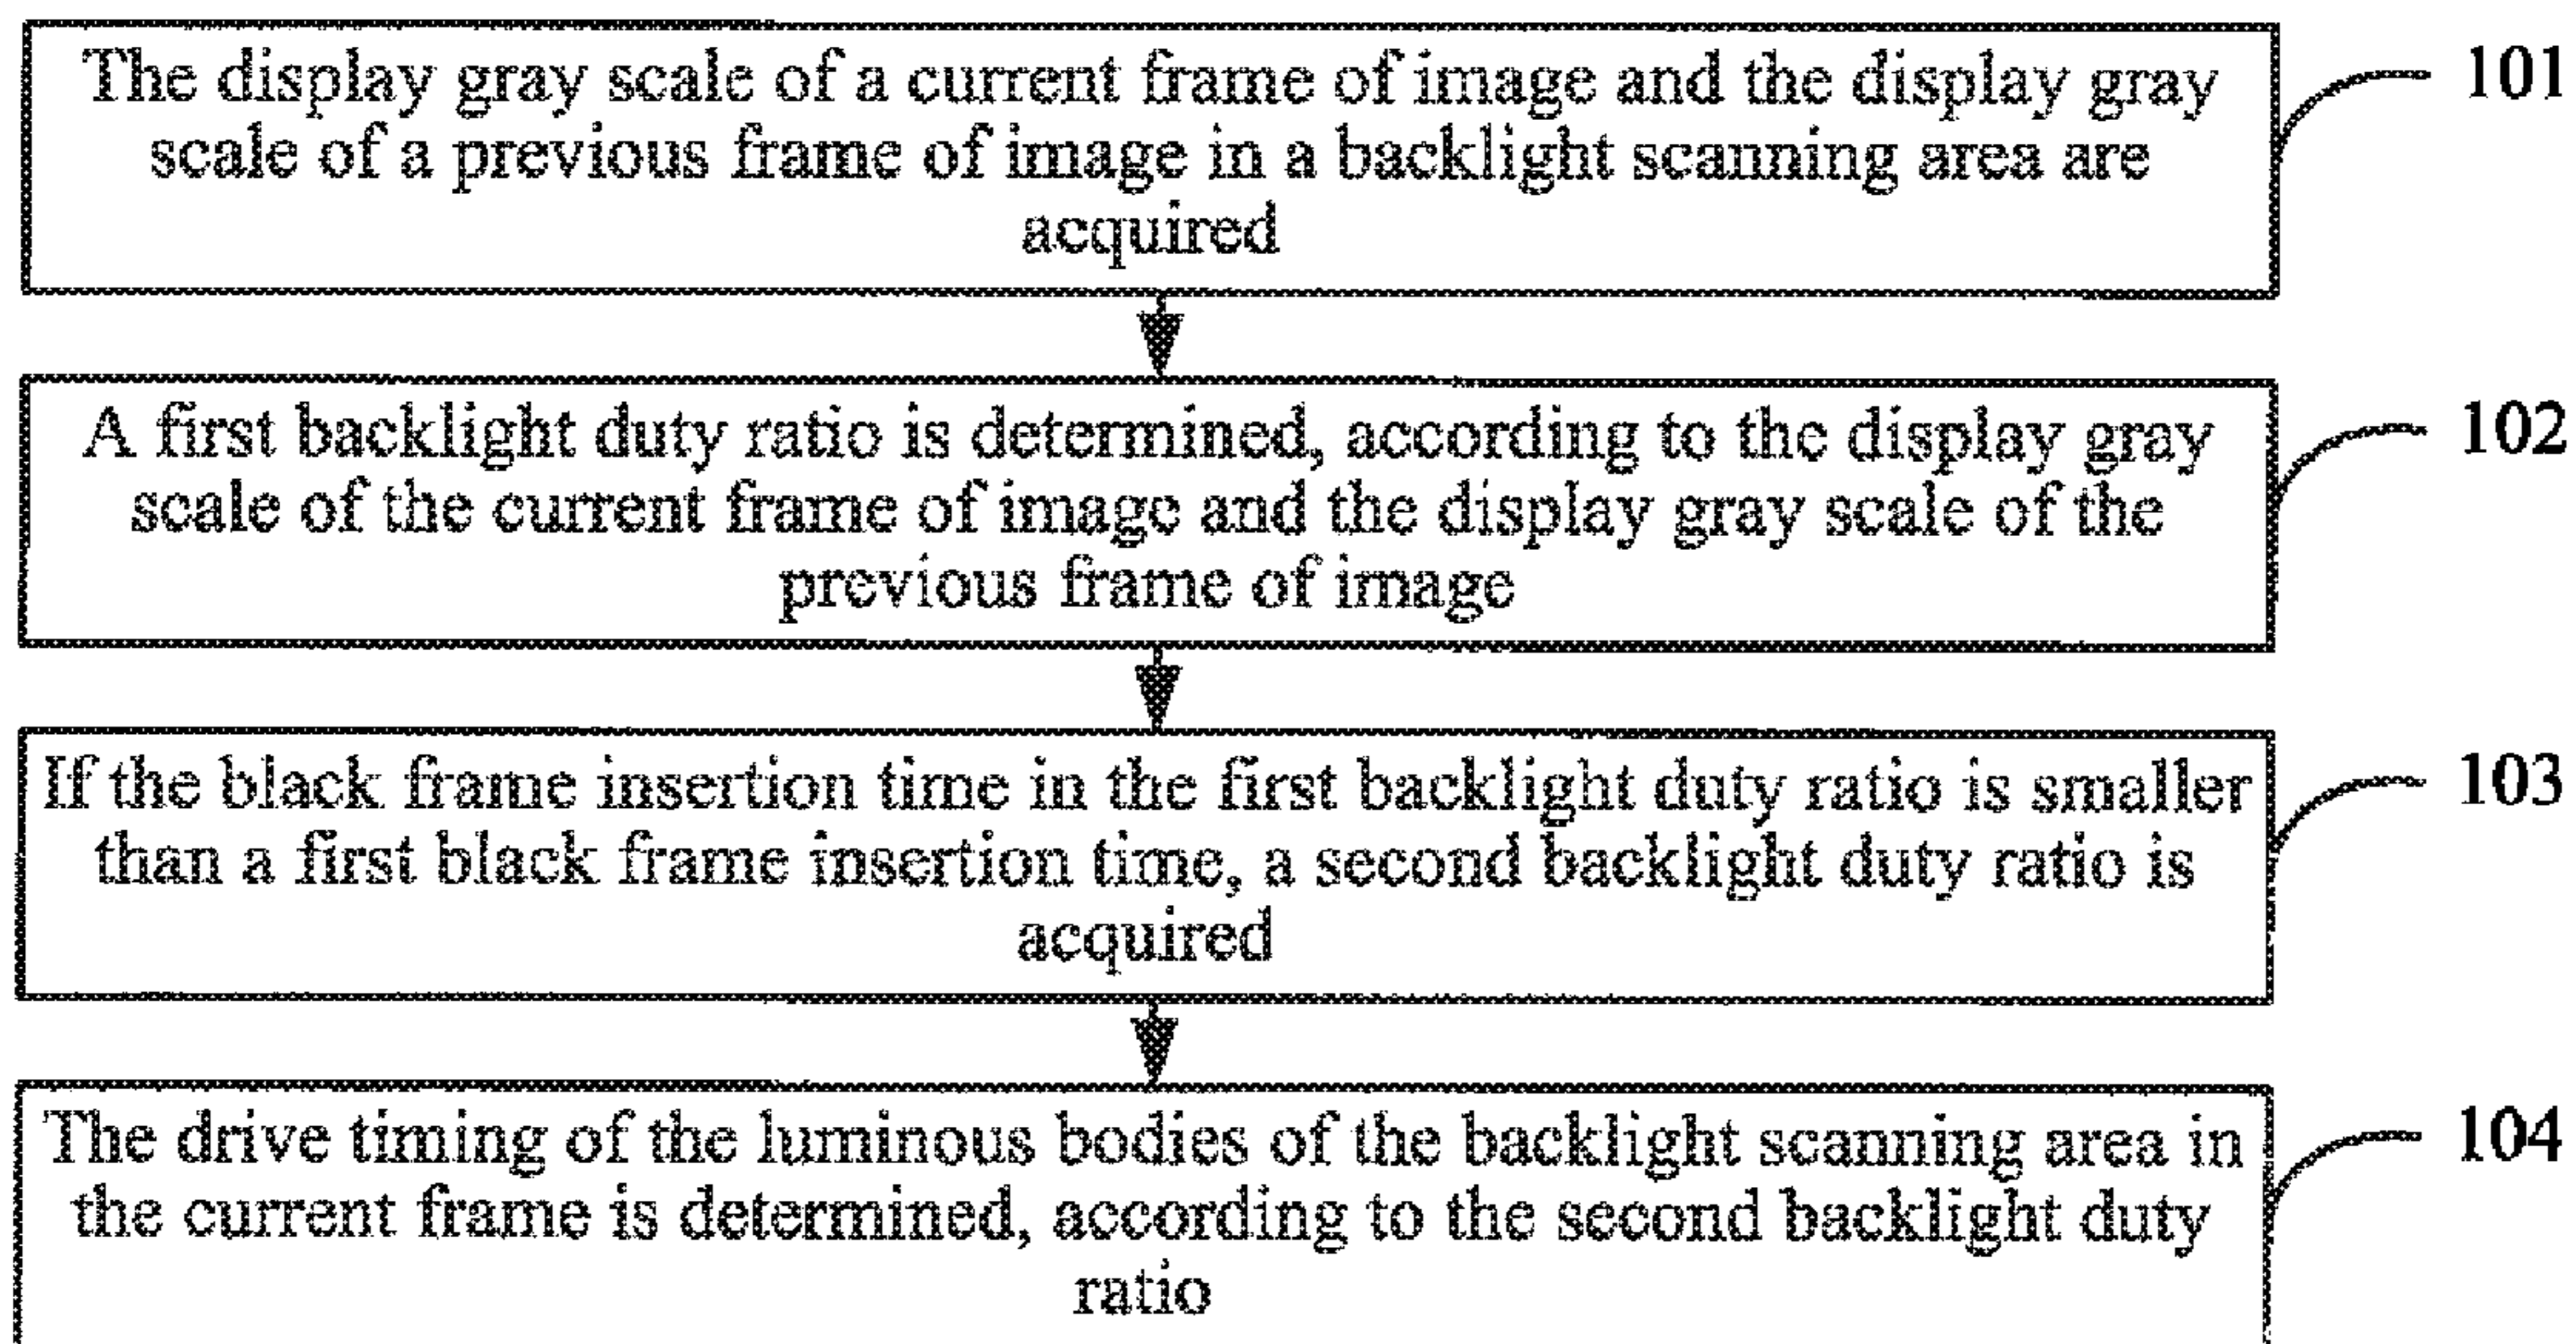 The display gray scale of a current frame of image and the display gray
scale of a previous frame of image in a backlight scanning area are
acquired
101
A first backlight duty ratio is determined, according to the display gray
scale of the current frame of image and the display gray scale of the
previous frame of image
102
If the black frame insertion time in the first backlight duty ratio is smaller
than a first black frame insertion time, a second backlight duty ratio is
acquired
103
The drive timing of the luminous bodies of the backlight scanning area in
the current frame is determined, according to the second backlight duty
ratio
104